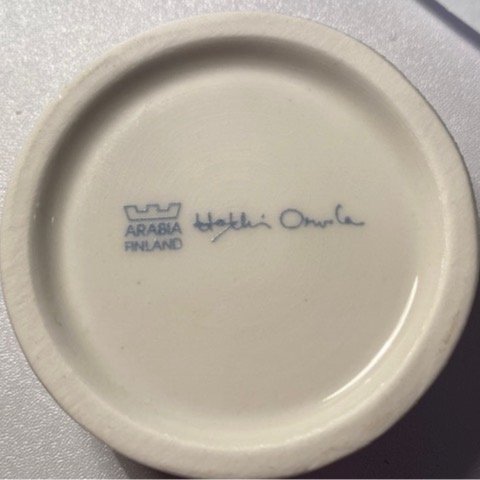 ARABIA
FINLAND
Heikki Orvola